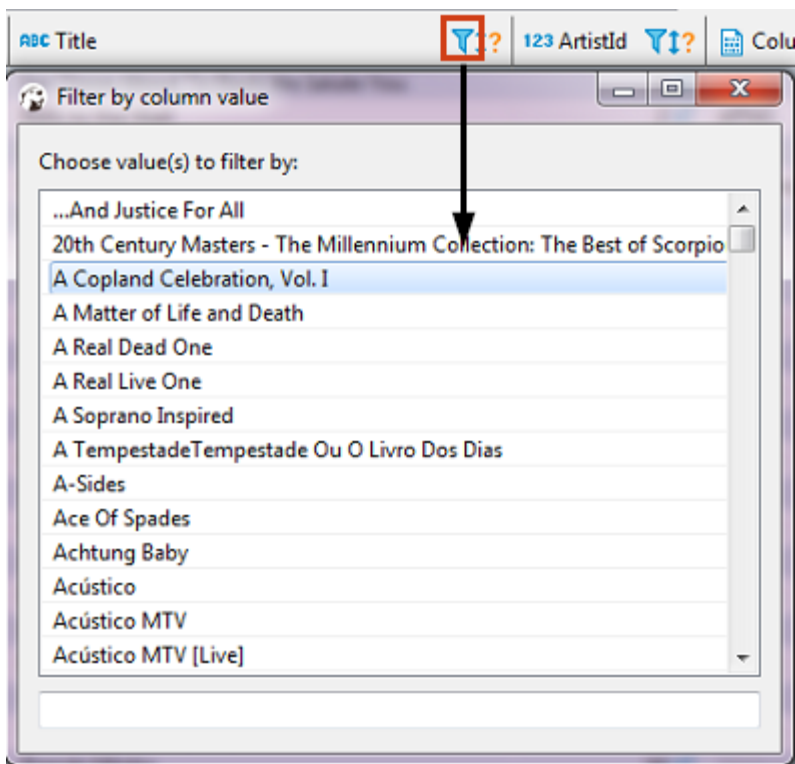 ABC Title ? 123 ArtistId ? Colu
Filter by column value
Choose value(s) to filter by:
...And Justice For All
20th Century Masters - The Millennium Collection: The Best of Scorpio
A Copland Celebration, Vol. I
A Matter of Life and Death
A Real Dead One
A Real Live One
A Soprano Inspired
A TempestadeTempestade Ou O Livro Dos Dias
A-Sides
Ace Of Spades
Achtung Baby
Acústico
Acústico MTV
Acústico MTV [Live]